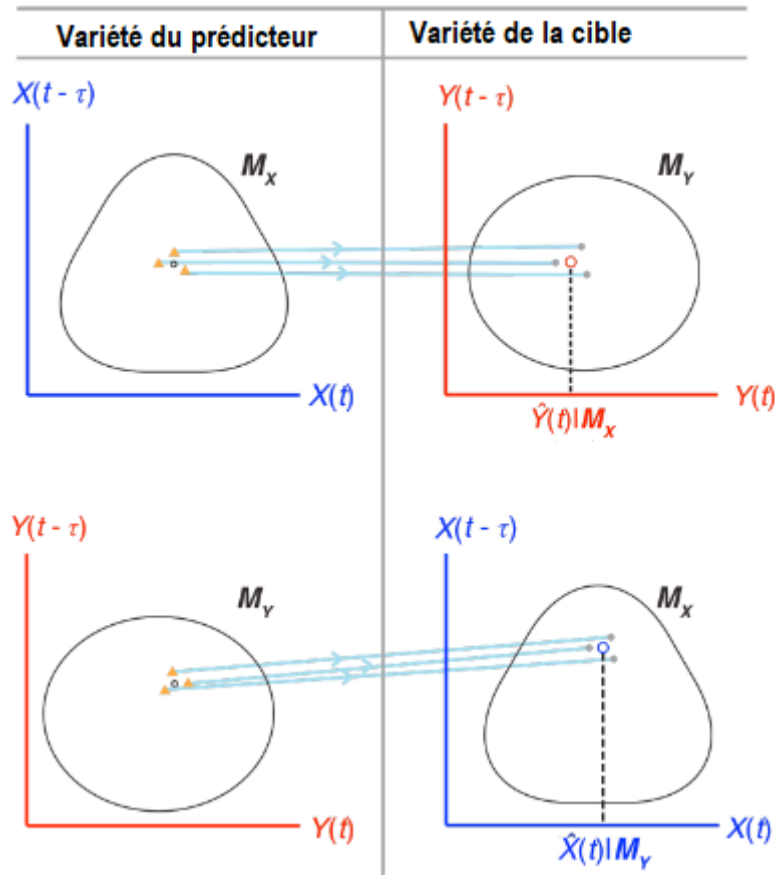 Variété du prédicteur
Variété de la cible
X(t - τ)
M_X
X(t)
Y(t - τ)
M_Y
Ŷ(t)|M_X
Y(t)
Y(t - τ)
M_Y
Y(t)
X(t - τ)
M_X
X̂(t)|M_Y
X(t)